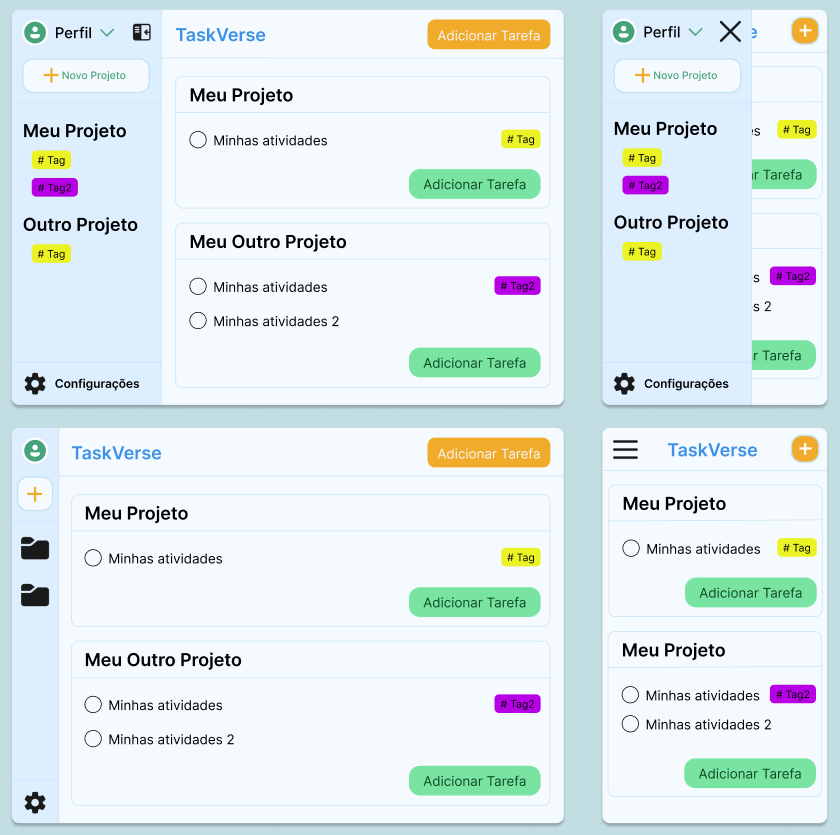 Perfil
+ Novo Projeto
Meu Projeto
# Tag
# Tag2
Outro Projeto
# Tag
Configurações
TaskVerse
Adicionar Tarefa
Meu Projeto
Minhas atividades
# Tag
Adicionar Tarefa
Meu Outro Projeto
Minhas atividades
# Tag2
Minhas atividades 2
Adicionar Tarefa
Perfil
+ Novo Projeto
Meu Projeto
# Tag
# Tag2
Outro Projeto
# Tag
Configurações
e
+
s
# Tag
r Tarefa
s
# Tag2
s 2
r Tarefa
+
TaskVerse
Adicionar Tarefa
Meu Projeto
Minhas atividades
# Tag
Adicionar Tarefa
Meu Outro Projeto
Minhas atividades
# Tag2
Minhas atividades 2
Adicionar Tarefa
TaskVerse
+
Meu Projeto
Minhas atividades
# Tag
Adicionar Tarefa
Meu Projeto
Minhas atividades
# Tag2
Minhas atividades 2
Adicionar Tarefa